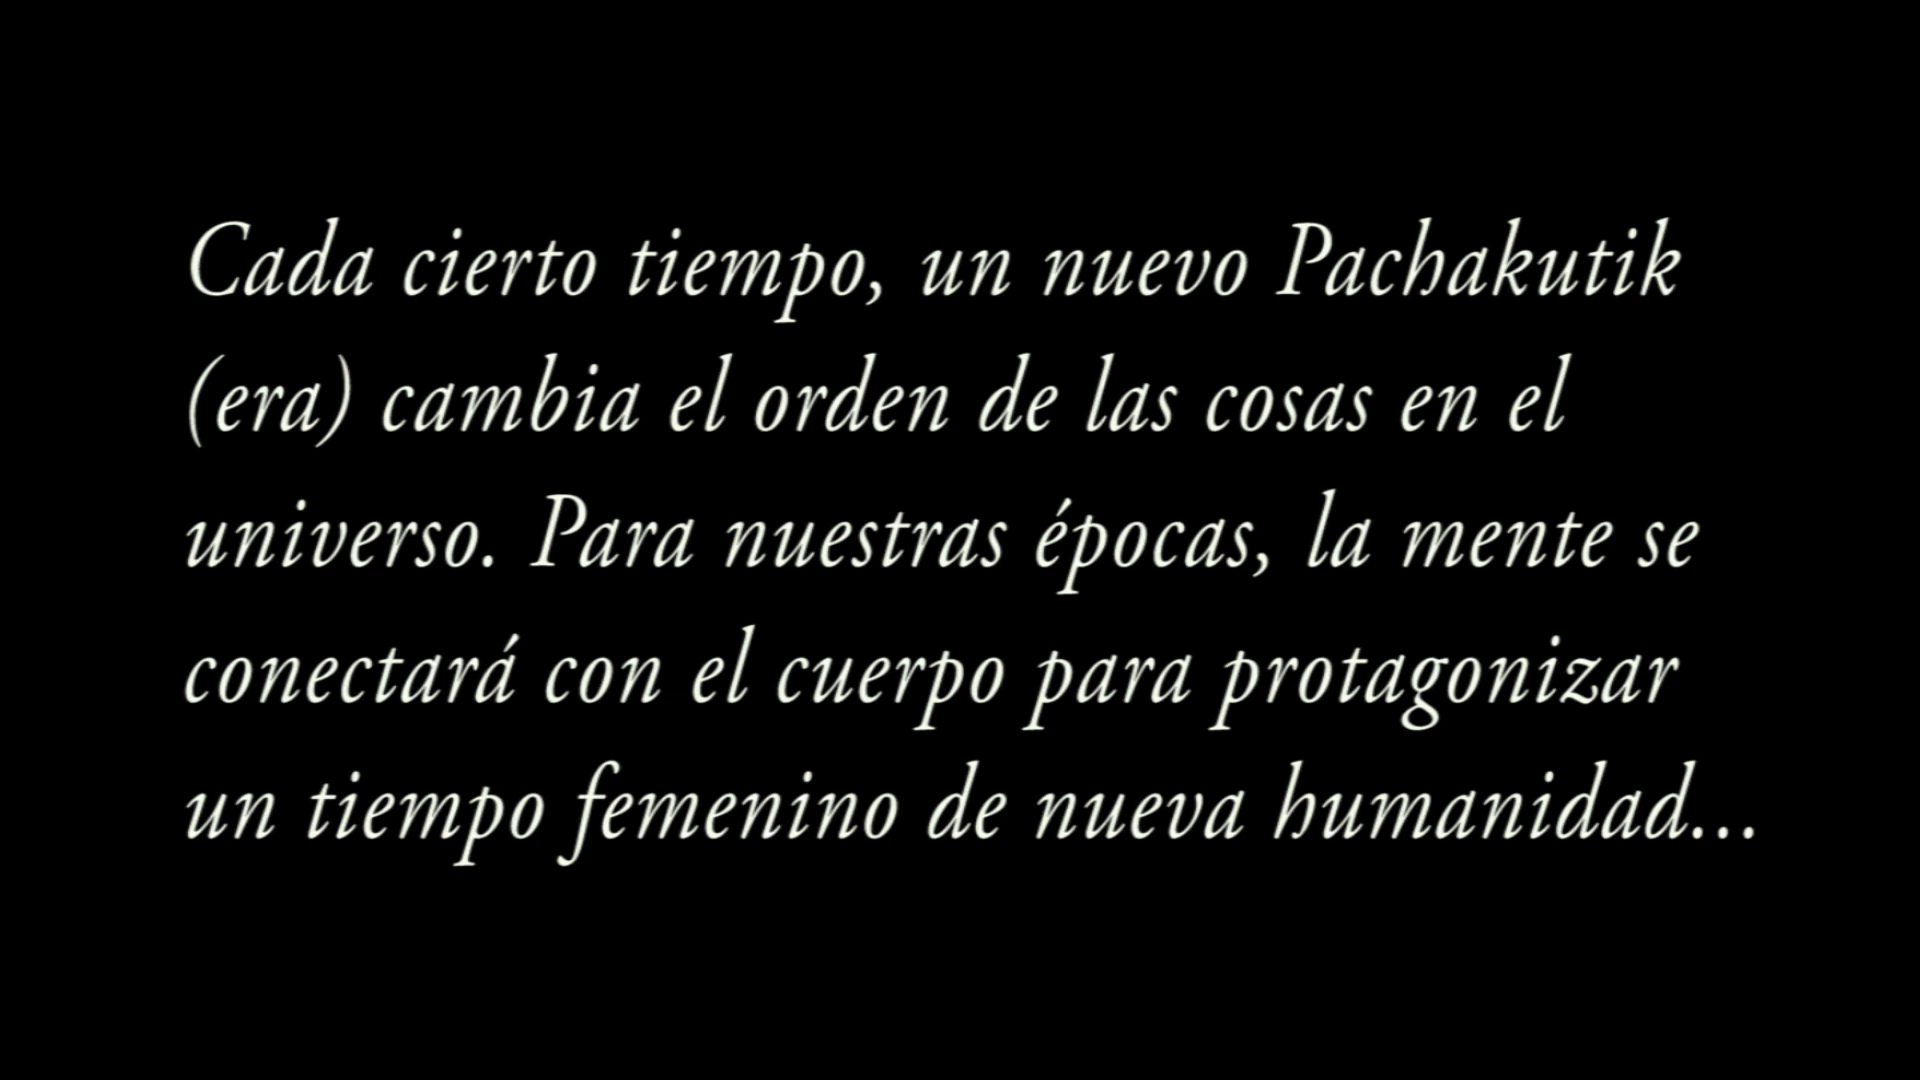 Cada cierto tiempo, un nuevo Pachakutik
(era) cambia el orden de las cosas en el
universo. Para nuestras épocas, la mente se
conectará con el cuerpo para protagonizar
un tiempo femenino de nueva humanidad...